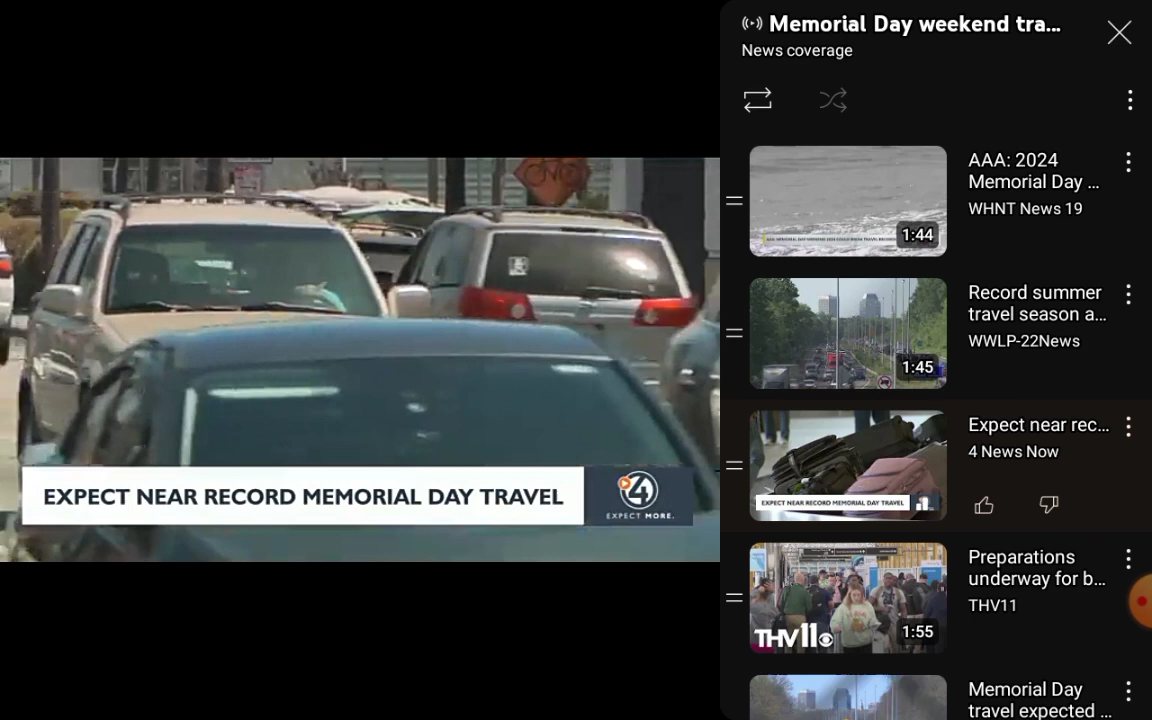 Memorial Day weekend tra...
News coverage
AAA: 2024
Memorial Day ...
WHNT News 19
1:44
Record summer
travel season a...
WWLP-22News
1:45
Expect near rec...
4 News Now
EXPECT NEAR RECORD MEMORIAL DAY TRAVEL
Preparations
underway for b...
THV11
THV11
1:55
Memorial Day
travel expected ...
EXPECT NEAR RECORD MEMORIAL DAY TRAVEL
4
EXPECT MORE.